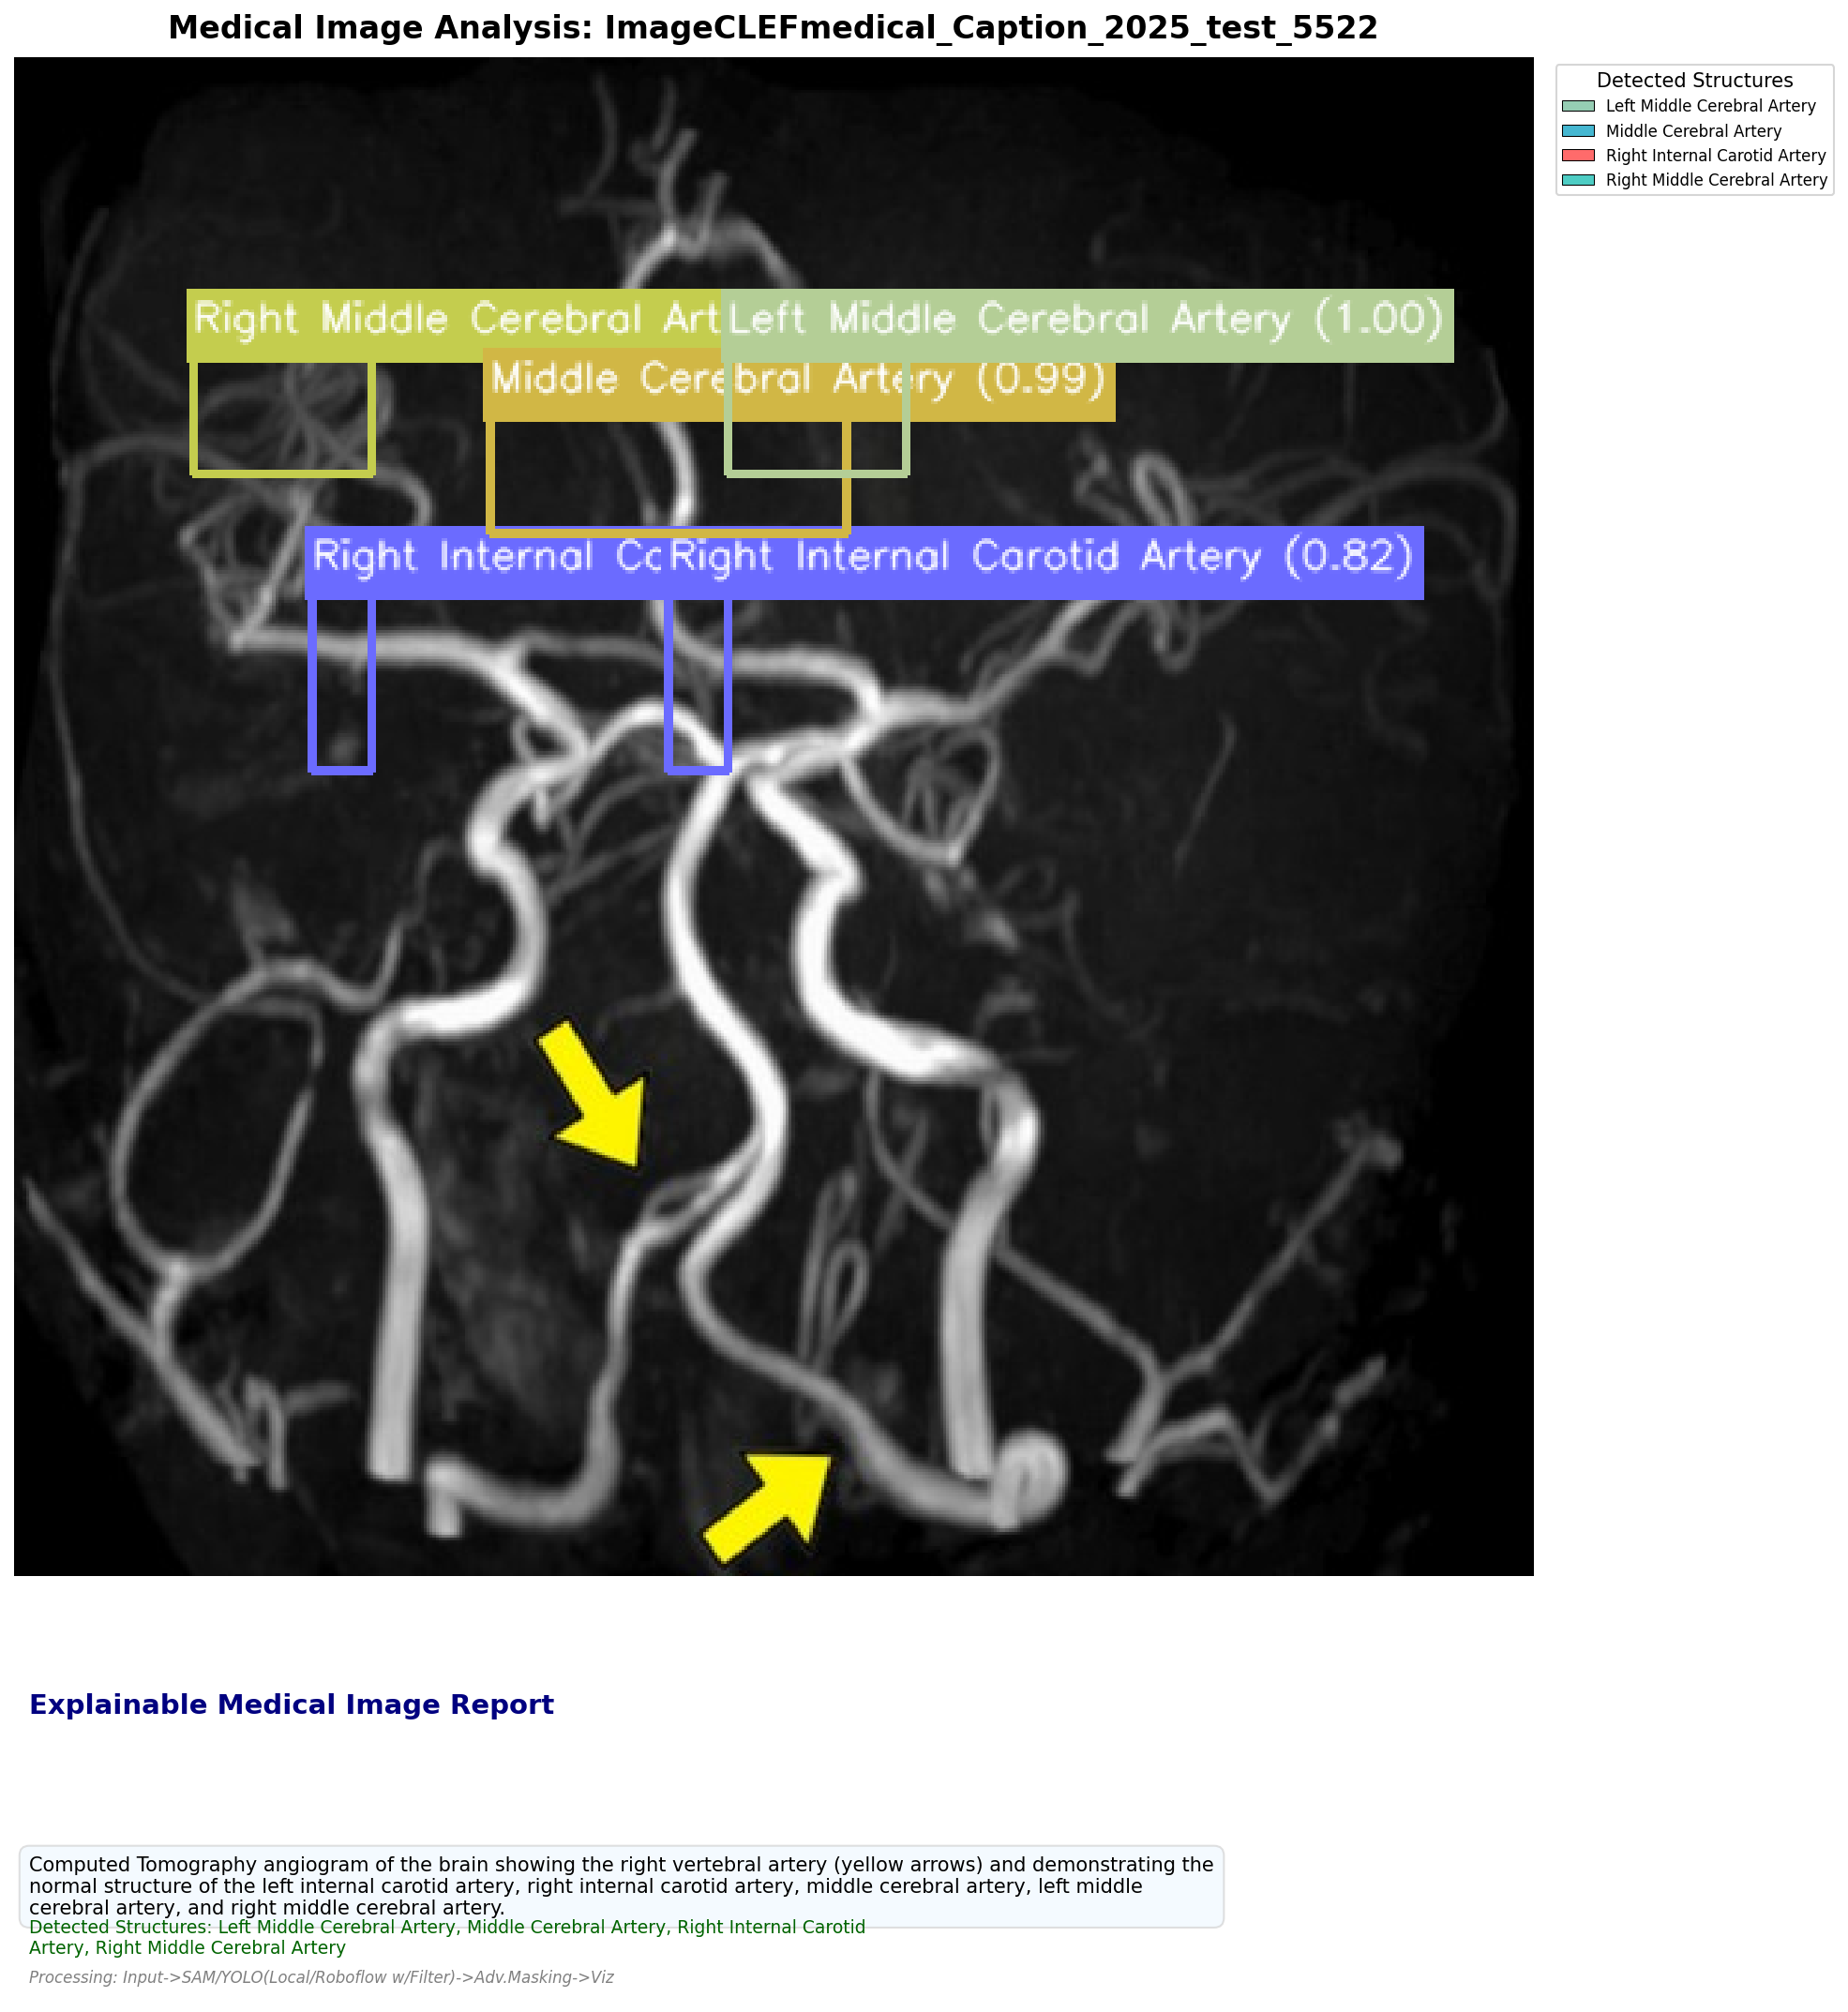 Medical Image Analysis: ImageCLEFmedical_Caption_2025_test_5522
Detected Structures
Left Middle Cerebral Artery
Middle Cerebral Artery
Right Internal Carotid Artery
Right Middle Cerebral Artery
Right Middle Cerebral Art
Left Middle Cerebral Artery (1.00)
Middle Cerebral Artery (0.99)
Right Internal Ca
Right Internal Carotid Artery (0.82)
Explainable Medical Image Report
Computed Tomography angiogram of the brain showing the right vertebral artery (yellow arrows) and demonstrating the
normal structure of the left internal carotid artery, right internal carotid artery, middle cerebral artery, left middle
cerebral artery, and right middle cerebral artery.
Detected Structures: Left Middle Cerebral Artery, Middle Cerebral Artery, Right Internal Carotid
Artery, Right Middle Cerebral Artery
Processing: Input->SAM/YOLO(Local/Roboflow w/Filter)->Adv.Masking->Viz